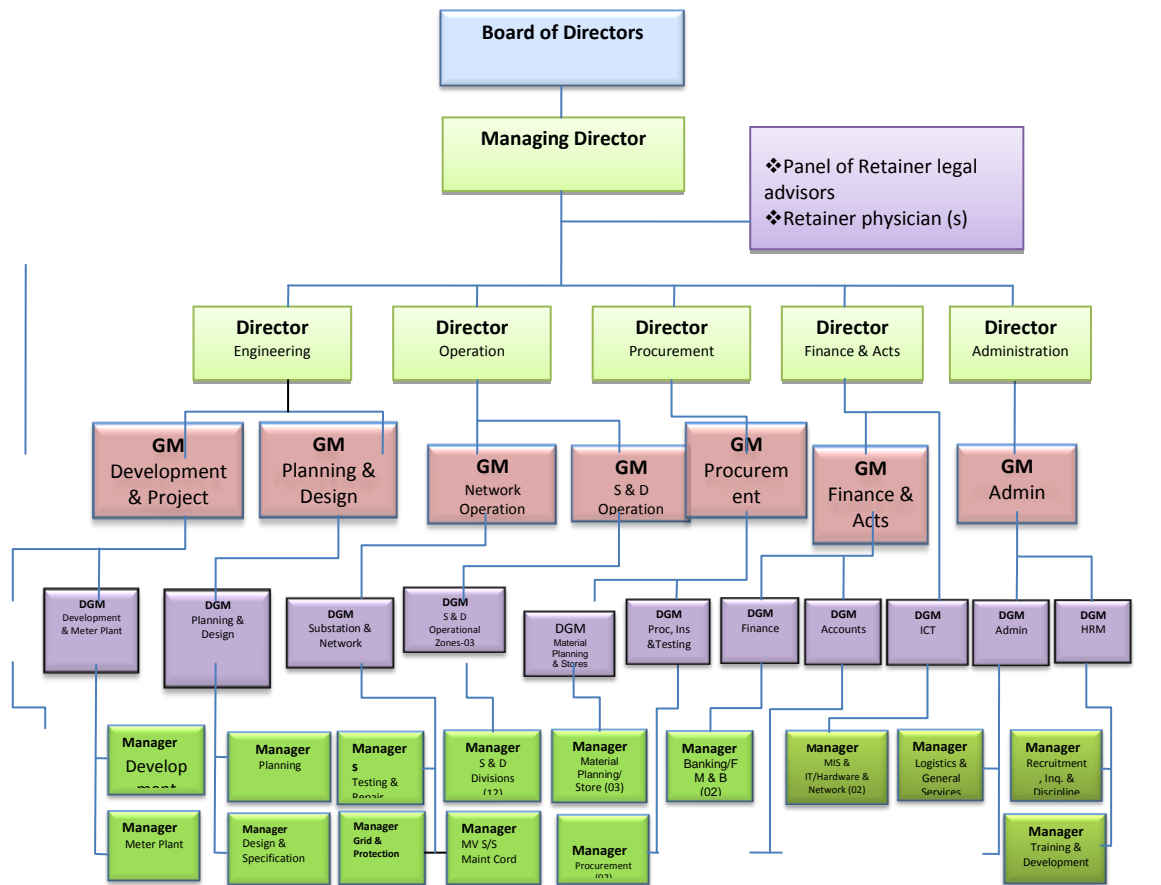 Board of Directors
Managing Director
❖Panel of Retainer legal
advisors
❖Retainer physician (s)
Director
Engineering
Director
Operation
Director
Procurement
Director
Finance & Acts
Director
Administration
GM
Development
& Project
GM
Planning &
Design
GM
Network
Operation
GM
S & D
Operation
GM
Procurem
ent
GM
Finance &
Acts
GM
Admin
DGM
Development
& Meter Plant
DGM
Planning &
Design
DGM
Substation &
Network
DGM
S & D
Operational
Zones-03
DGM
Material
Planning
& Stores
DGM
Proc, Ins
&Testing
DGM
Finance
DGM
Accounts
DGM
ICT
DGM
Admin
DGM
HRM
Manager
Develop
ment
Manager
Planning
Manager
s
Testing &
Repair
Manager
S & D
Divisions
(12)
Manager
Material
Planning/
Store (03)
Manager
Banking/F
M & B
(02)
Manager
MIS &
IT/Hardware &
Network (02)
Manager
Logistics &
General
Services
Manager
Recruitment
, Inq. &
Discipline
Manager
Meter Plant
Manager
Design &
Specification
Manager
Grid &
Protection
Manager
MV S/S
Maint Cord
Manager
Procurement
(02)
Manager
Training &
Development